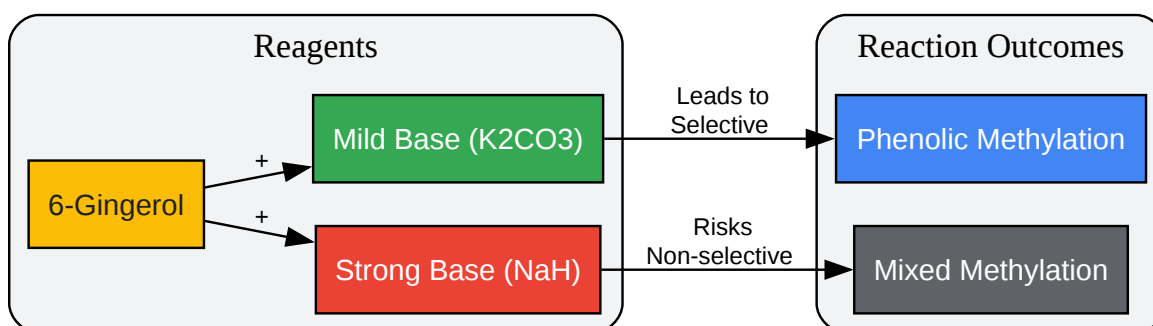 Reagents
Reaction Outcomes
6-Gingerol
+
+
Mild Base (K2CO3)
Leads to
Selective
Phenolic Methylation
Strong Base (NaH)
Risks
Non-selective
Mixed Methylation